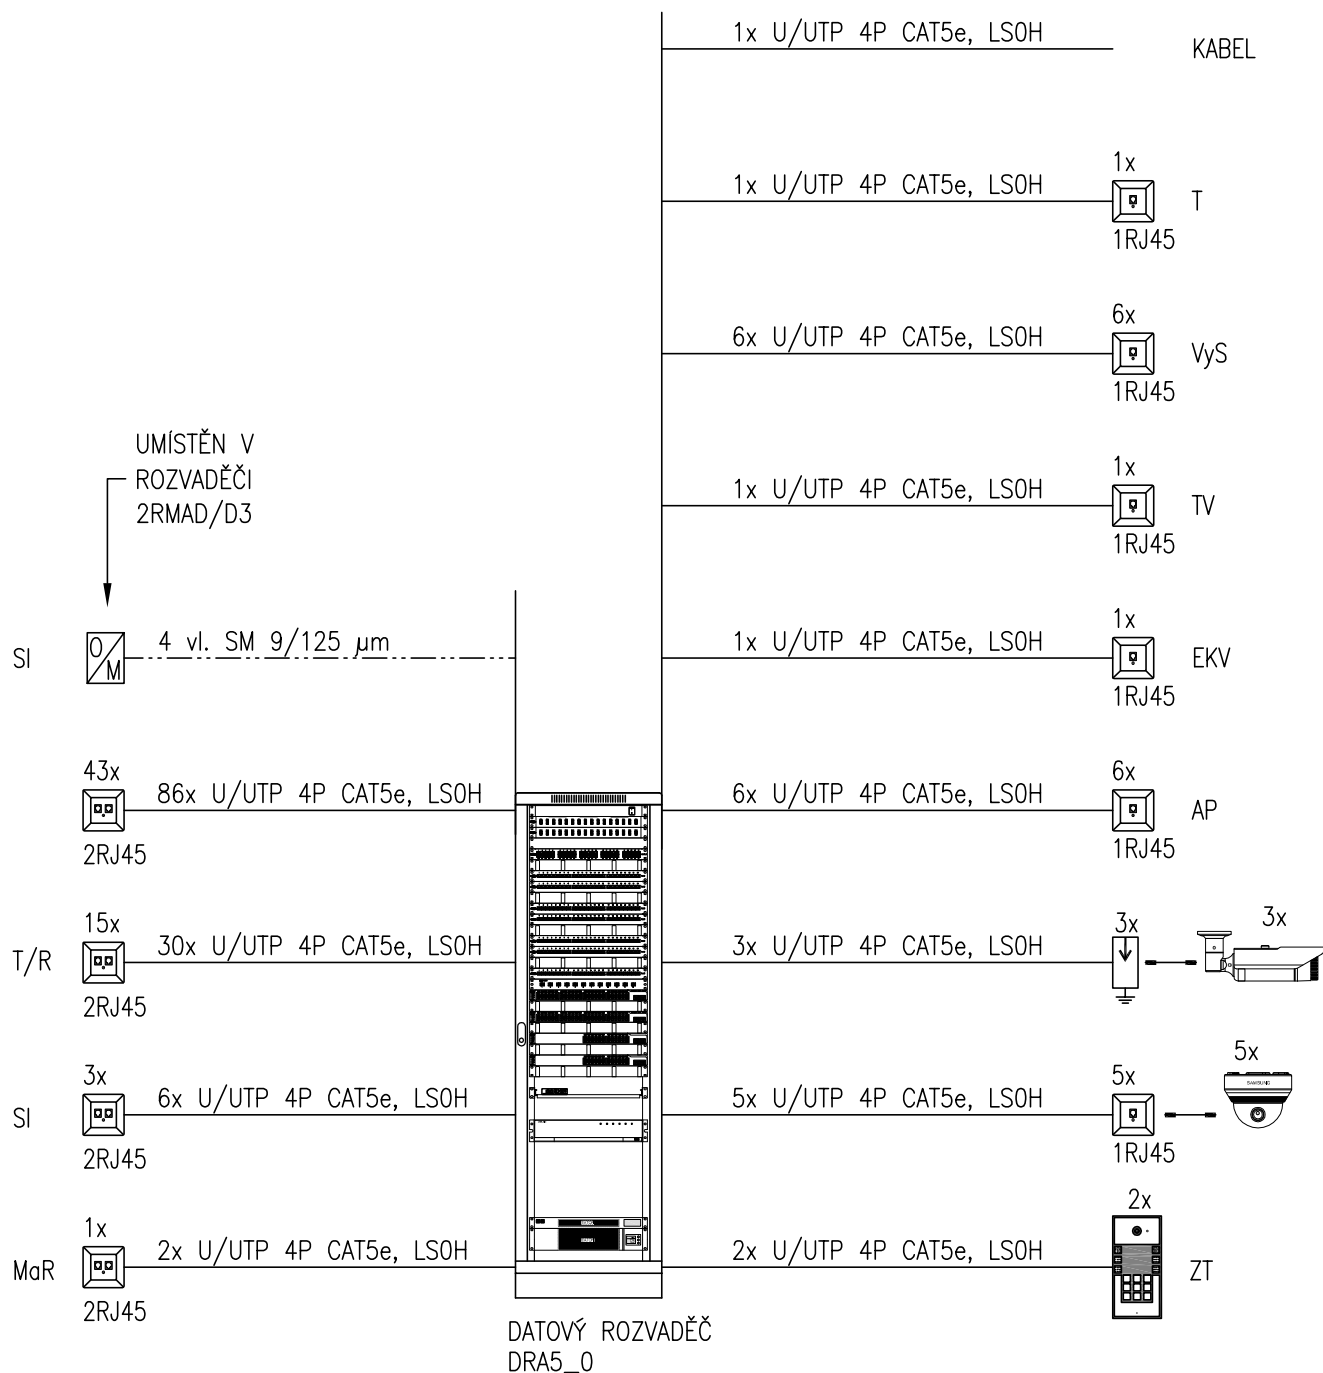 1x U/UTP 4P CAT5e, LS0H
KABEL
1x
1x U/UTP 4P CAT5e, LS0H
T
1RJ45
6x
6x U/UTP 4P CAT5e, LS0H
VyS
1RJ45
UMÍSTĚN V
ROZVADĚČI
2RMAD/D3
1x
1x U/UTP 4P CAT5e, LS0H
TV
1RJ45
SI
O/M
4 vl. SM 9/125 µm
1x
1x U/UTP 4P CAT5e, LS0H
EKV
1RJ45
43x
86x U/UTP 4P CAT5e, LS0H
2RJ45
6x
6x U/UTP 4P CAT5e, LS0H
AP
1RJ45
15x
T/R
30x U/UTP 4P CAT5e, LS0H
2RJ45
3x U/UTP 4P CAT5e, LS0H
3x
3x
3x
SI
6x U/UTP 4P CAT5e, LS0H
2RJ45
5x U/UTP 4P CAT5e, LS0H
5x
1RJ45
5x
SAMSUNG
1x
MaR
2x U/UTP 4P CAT5e, LS0H
2RJ45
2x U/UTP 4P CAT5e, LS0H
2x
ZT
DATOVÝ ROZVADĚČ
DRA5_0